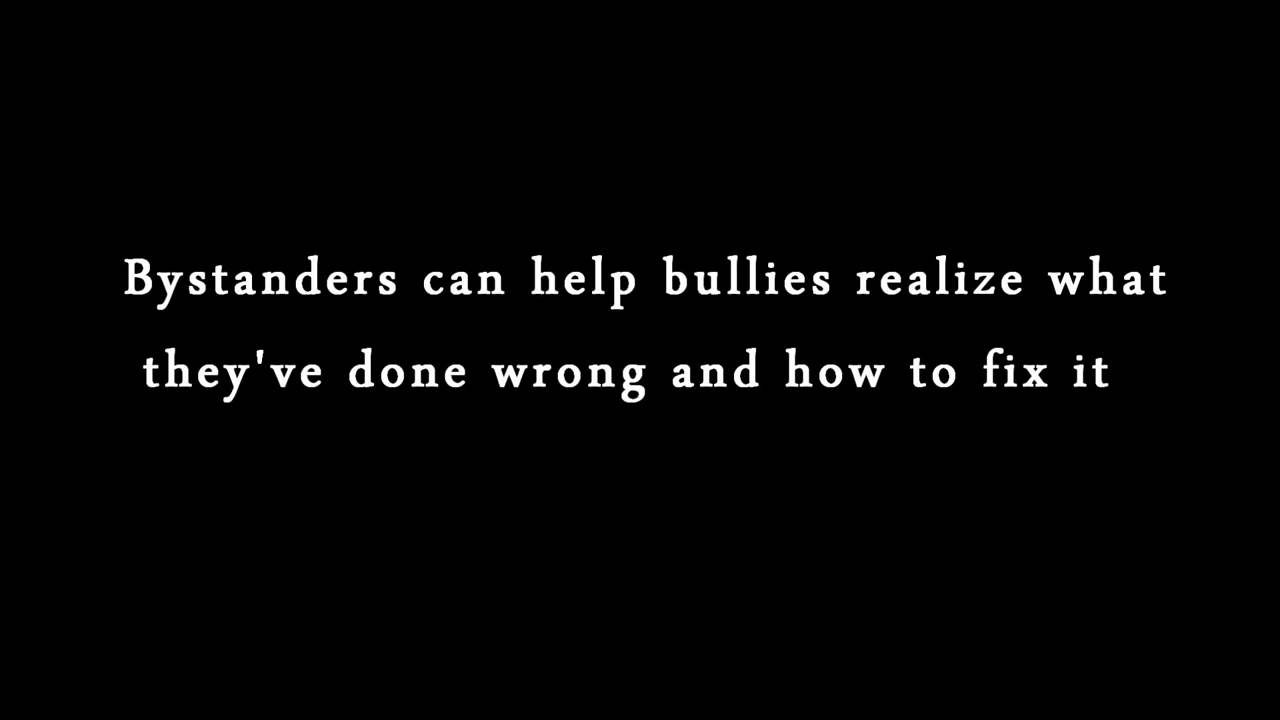 Bystanders can help bullies realize what
they've done wrong and how to fix it